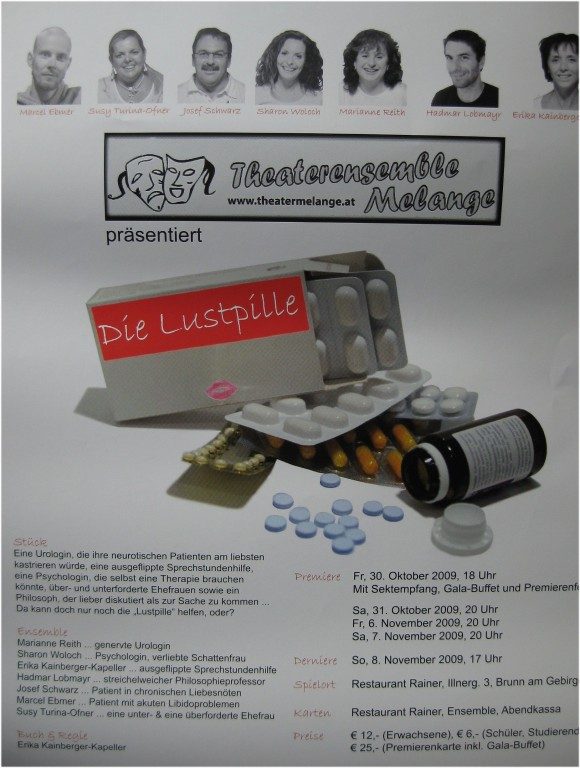 Marcel Ebmer
Susy Turina-Ofner
Josef Schwarz
Sharon Woloch
Marianne Reith
Hadmar Lobmayr
Erika Kainberge
Theaterensemble
www.theatermelange.at Melange
präsentiert
Die Lustpille
Stück
Eine Urologin, die ihre neurotischen Patienten am liebsten
kastrieren würde, eine ausgeflippte Sprechstundenhilfe,
eine Psychologin, die selbst eine Therapie brauchen
könnte, über- und unterforderte Ehefrauen sowie ein
Philosoph, der lieber diskutiert als zur Sache zu kommen ...
Da kann doch nur noch die „Lustpille" helfen, oder?
Ensemble
Marianne Reith ... genervte Urologin
Sharon Woloch ... Psychologin, verliebte Schattenfrau
Erika Kainberger-Kapeller ... ausgeflippte Sprechstundenhilfe
Hadmar Lobmayr ... streichelweicher Philosophieprofessor
Josef Schwarz ... Patient in chronischen Liebesnöten
Marcel Ebmer ... Patient mit akuten Libidoproblemen
Susy Turina-Ofner ... eine unter- & eine überforderte Ehefrau
Buch & Regie
Erika Kainberger-Kapeller
Premiere Fr, 30. Oktober 2009, 18 Uhr
Mit Sektempfang, Gala-Buffet und Premierenfe
Sa, 31. Oktober 2009, 20 Uhr
Fr, 6. November 2009, 20 Uhr
Sa, 7. November 2009, 20 Uhr
Derniere So, 8. November 2009, 17 Uhr
Spielort Restaurant Rainer, Illnerg. 3, Brunn am Gebirg
Karten Restaurant Rainer, Ensemble, Abendkassa
Preise € 12,- (Erwachsene), € 6,- (Schüler, Studierend
€ 25,- (Premierenkarte inkl. Gala-Buffet)